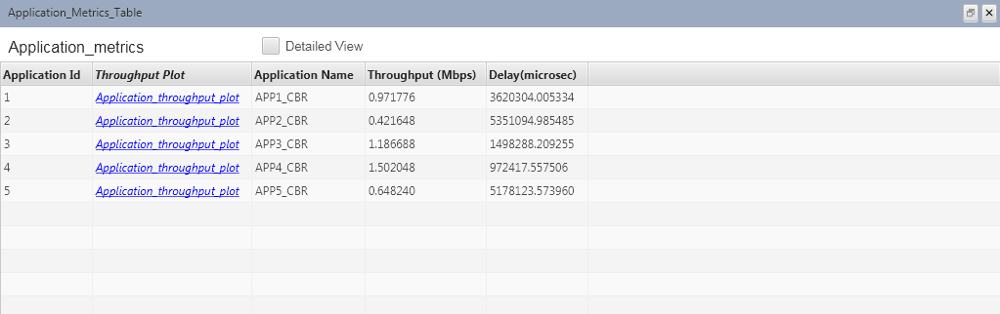 Application_Metrics_Table
Application_metrics Detailed View
Application Id Throughput Plot Application Name Throughput (Mbps) Delay(microsec)
1 Application_throughput_plot APP1_CBR 0.971776 3620304.005334
2 Application_throughput_plot APP2_CBR 0.421648 5351094.985485
3 Application_throughput_plot APP3_CBR 1.186688 1498288.209255
4 Application_throughput_plot APP4_CBR 1.502048 972417.557506
5 Application_throughput_plot APP5_CBR 0.648240 5178123.573960